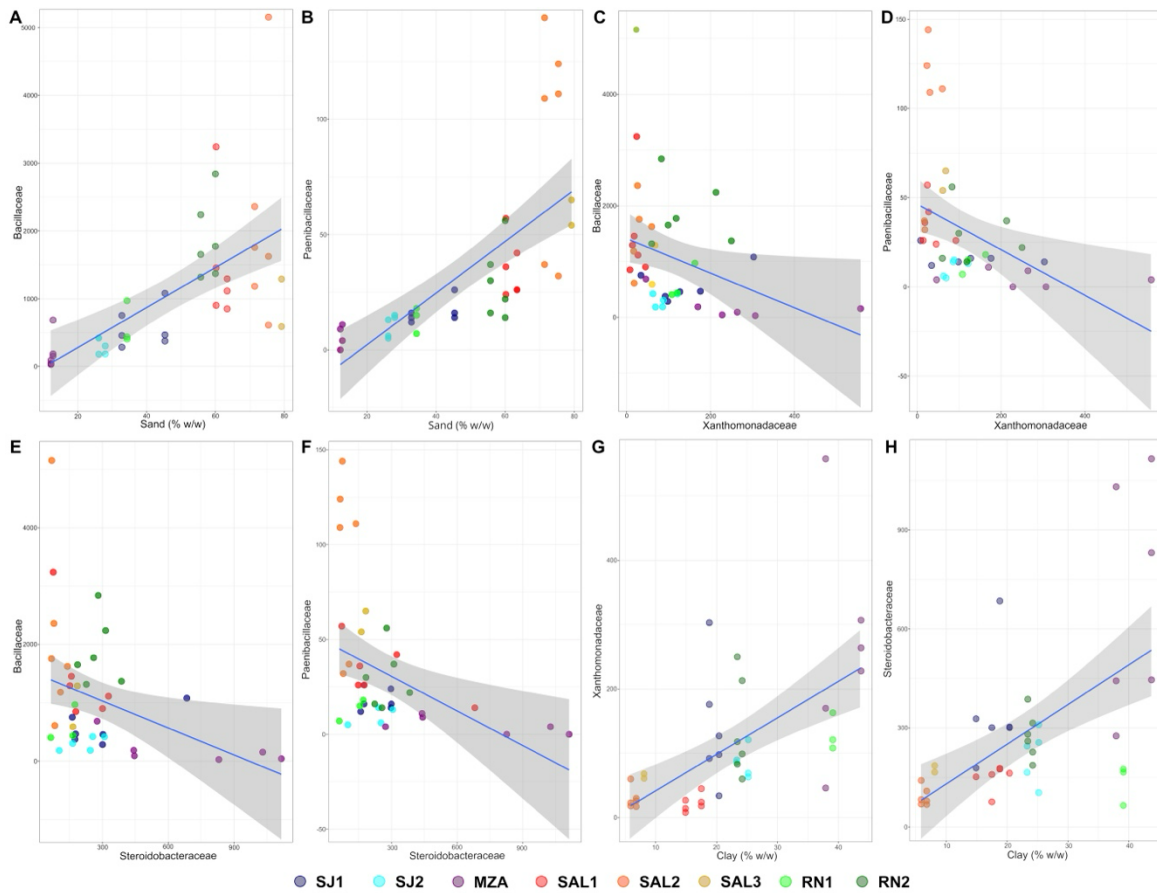 A
5000
4000
3000
2000
1000
0
Bacillaceae
20 40 60 80
Sand (% w/w)
B
100
50
0
Paenibacillaceae
20 40 60 80
Sand (% w/w)
C
4000
2000
0
Bacillaceae
0 200 400
Xanthomonadaceae
D
150
100
50
0
-50
Paenibacillaceae
0 200 400
Xanthomonadaceae
E
4000
2000
0
Bacillaceae
300 600 900
Steroidobacteraceae
F
150
100
50
0
-50
Paenibacillaceae
300 600 900
Steroidobacteraceae
G
400
200
0
Xanthomonadaceae
10 20 30 40
Clay (% w/w)
H
900
600
300
0
Steroidobacteraceae
10 20 30 40
Clay (% w/w)
SJ1 SJ2 MZA SAL1 SAL2 SAL3 RN1 RN2